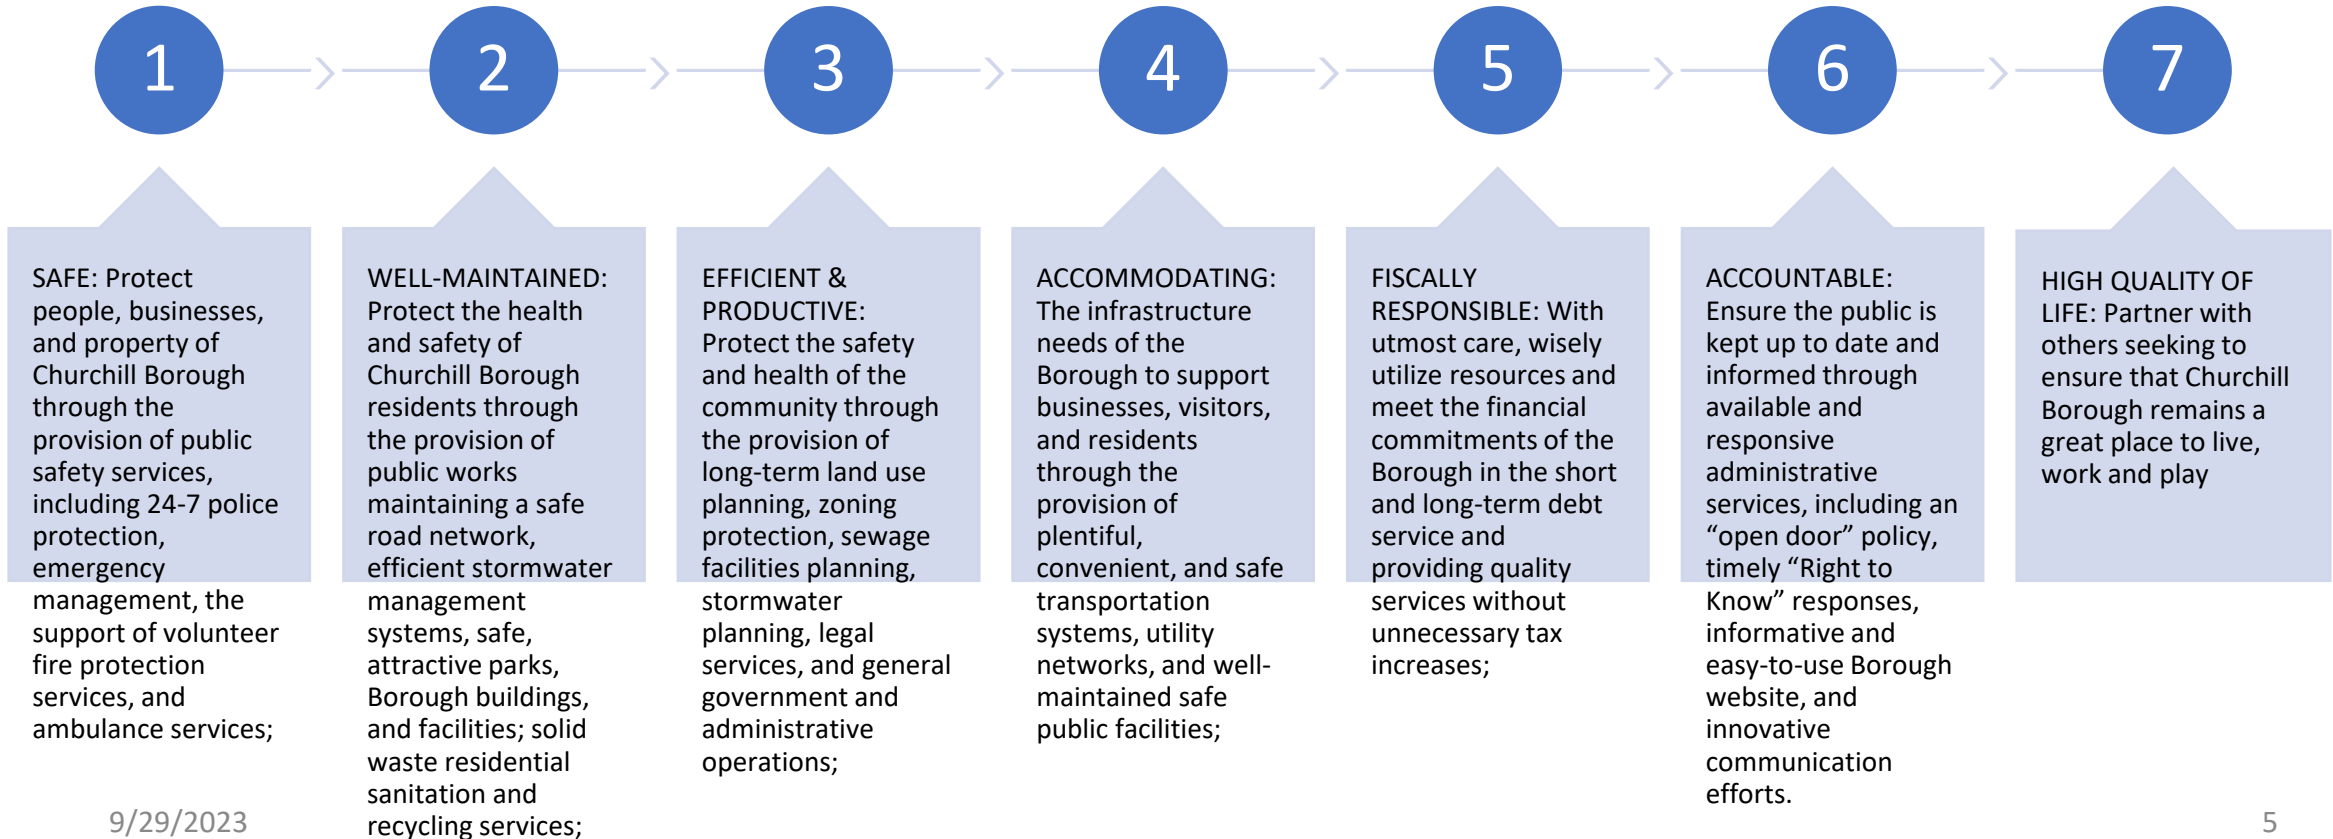 1
2
3
4
5
6
7
SAFE: Protect
people, businesses,
and property of
Churchill Borough
through the
provision of public
safety services,
including 24-7 police
protection,
emergency
management, the
support of volunteer
fire protection
services, and
ambulance services;
WELL-MAINTAINED:
Protect the health
and safety of
Churchill Borough
residents through
the provision of
public works
maintaining a safe
road network,
efficient stormwater
management
systems, safe,
attractive parks,
Borough buildings,
and facilities; solid
waste residential
sanitation and
recycling services;
EFFICIENT &
PRODUCTIVE:
Protect the safety
and health of the
community through
the provision of
long-term land use
planning, zoning
protection, sewage
facilities planning,
stormwater
planning, legal
services, and general
government and
administrative
operations;
ACCOMMODATING:
The infrastructure
needs of the
Borough to support
businesses, visitors,
and residents
through the
provision of
plentiful,
convenient, and safe
transportation
systems, utility
networks, and well-
maintained safe
public facilities;
FISCALLY
RESPONSIBLE: With
utmost care, wisely
utilize resources and
meet the financial
commitments of the
Borough in the short
and long-term debt
service and
providing quality
services without
unnecessary tax
increases;
ACCOUNTABLE:
Ensure the public is
kept up to date and
informed through
available and
responsive
administrative
services, including an
“open door” policy,
timely “Right to
Know” responses,
informative and
easy-to-use Borough
website, and
innovative
communication
efforts.
HIGH QUALITY OF
LIFE: Partner with
others seeking to
ensure that Churchill
Borough remains a
great place to live,
work and play
9/29/2023
5